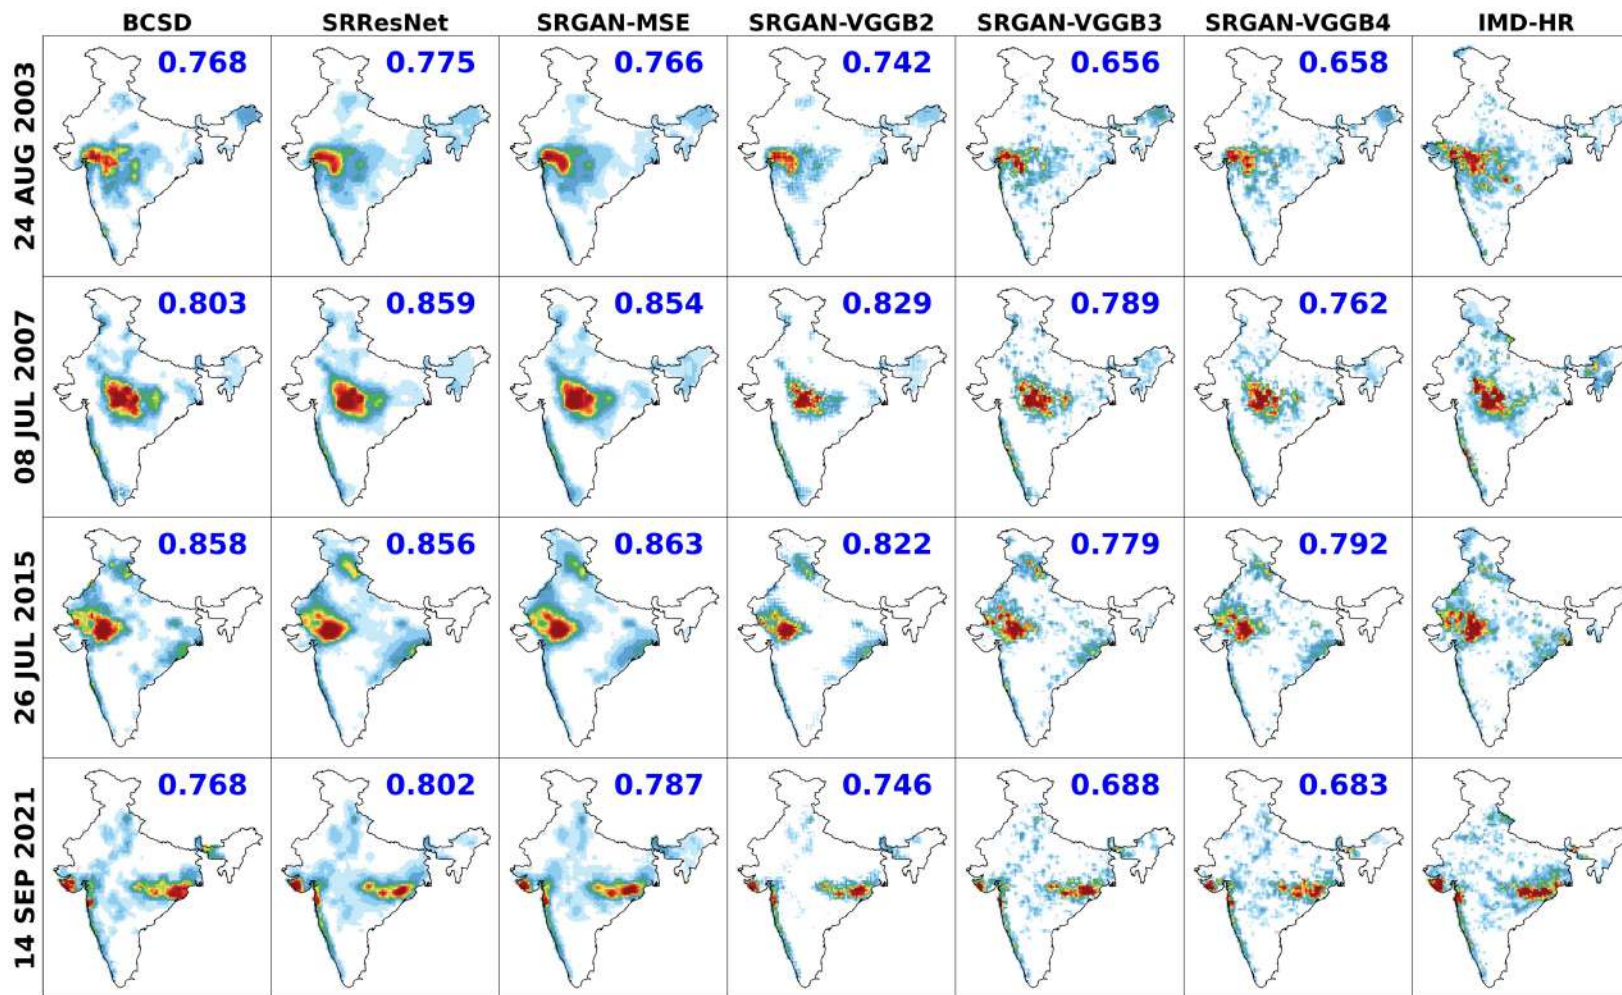 BCSD SRResNet SRGAN-MSE SRGAN-VGGB2 SRGAN-VGGB3 SRGAN-VGGB4 IMD-HR
24 AUG 2003 0.768 0.775 0.766 0.742 0.656 0.658
08 JUL 2007 0.803 0.859 0.854 0.829 0.789 0.762
26 JUL 2015 0.858 0.856 0.863 0.822 0.779 0.792
14 SEP 2021 0.768 0.802 0.787 0.746 0.688 0.683